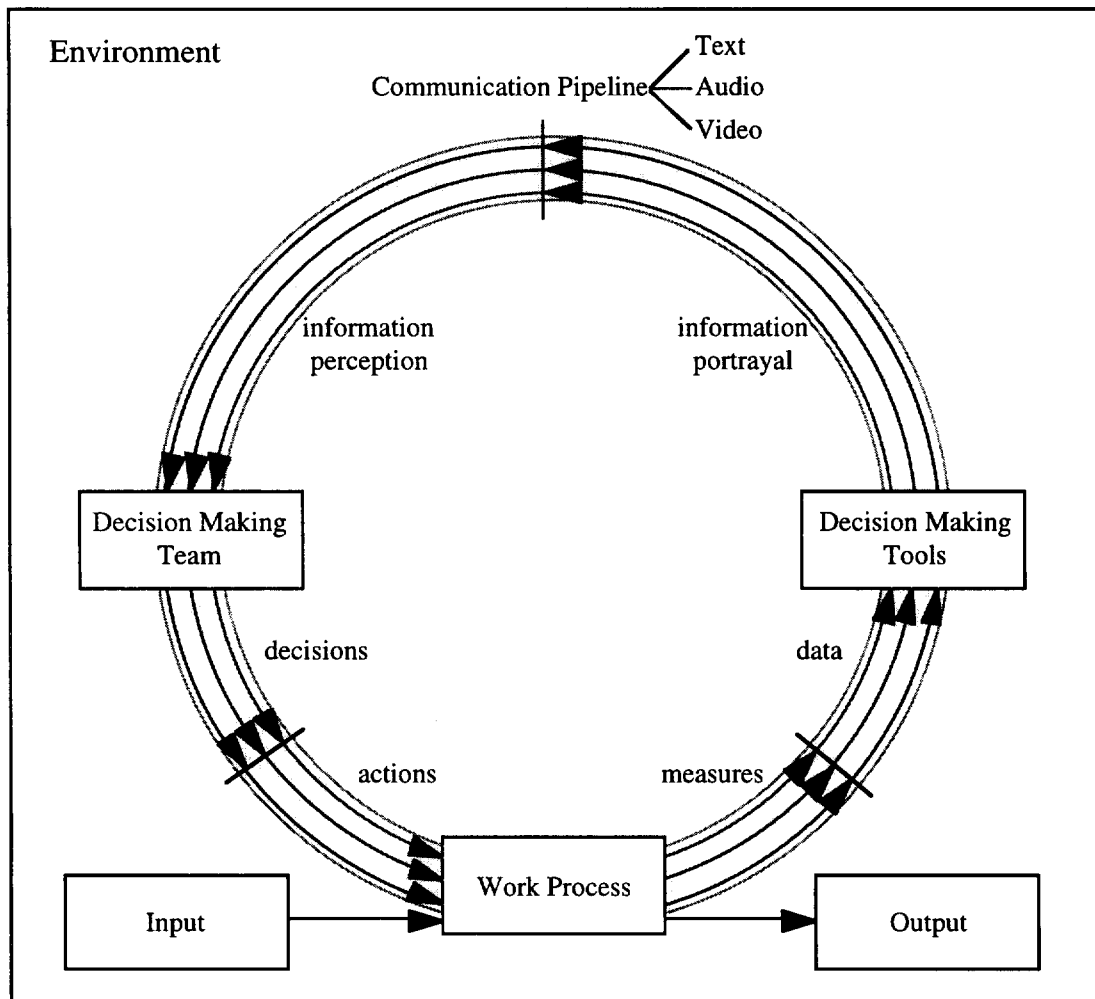 Environment
Communication Pipeline
Text
Audio
Video
information
perception
information
portrayal
Decision Making
Team
Decision Making
Tools
decisions
data
actions
measures
Work Process
Input
Output